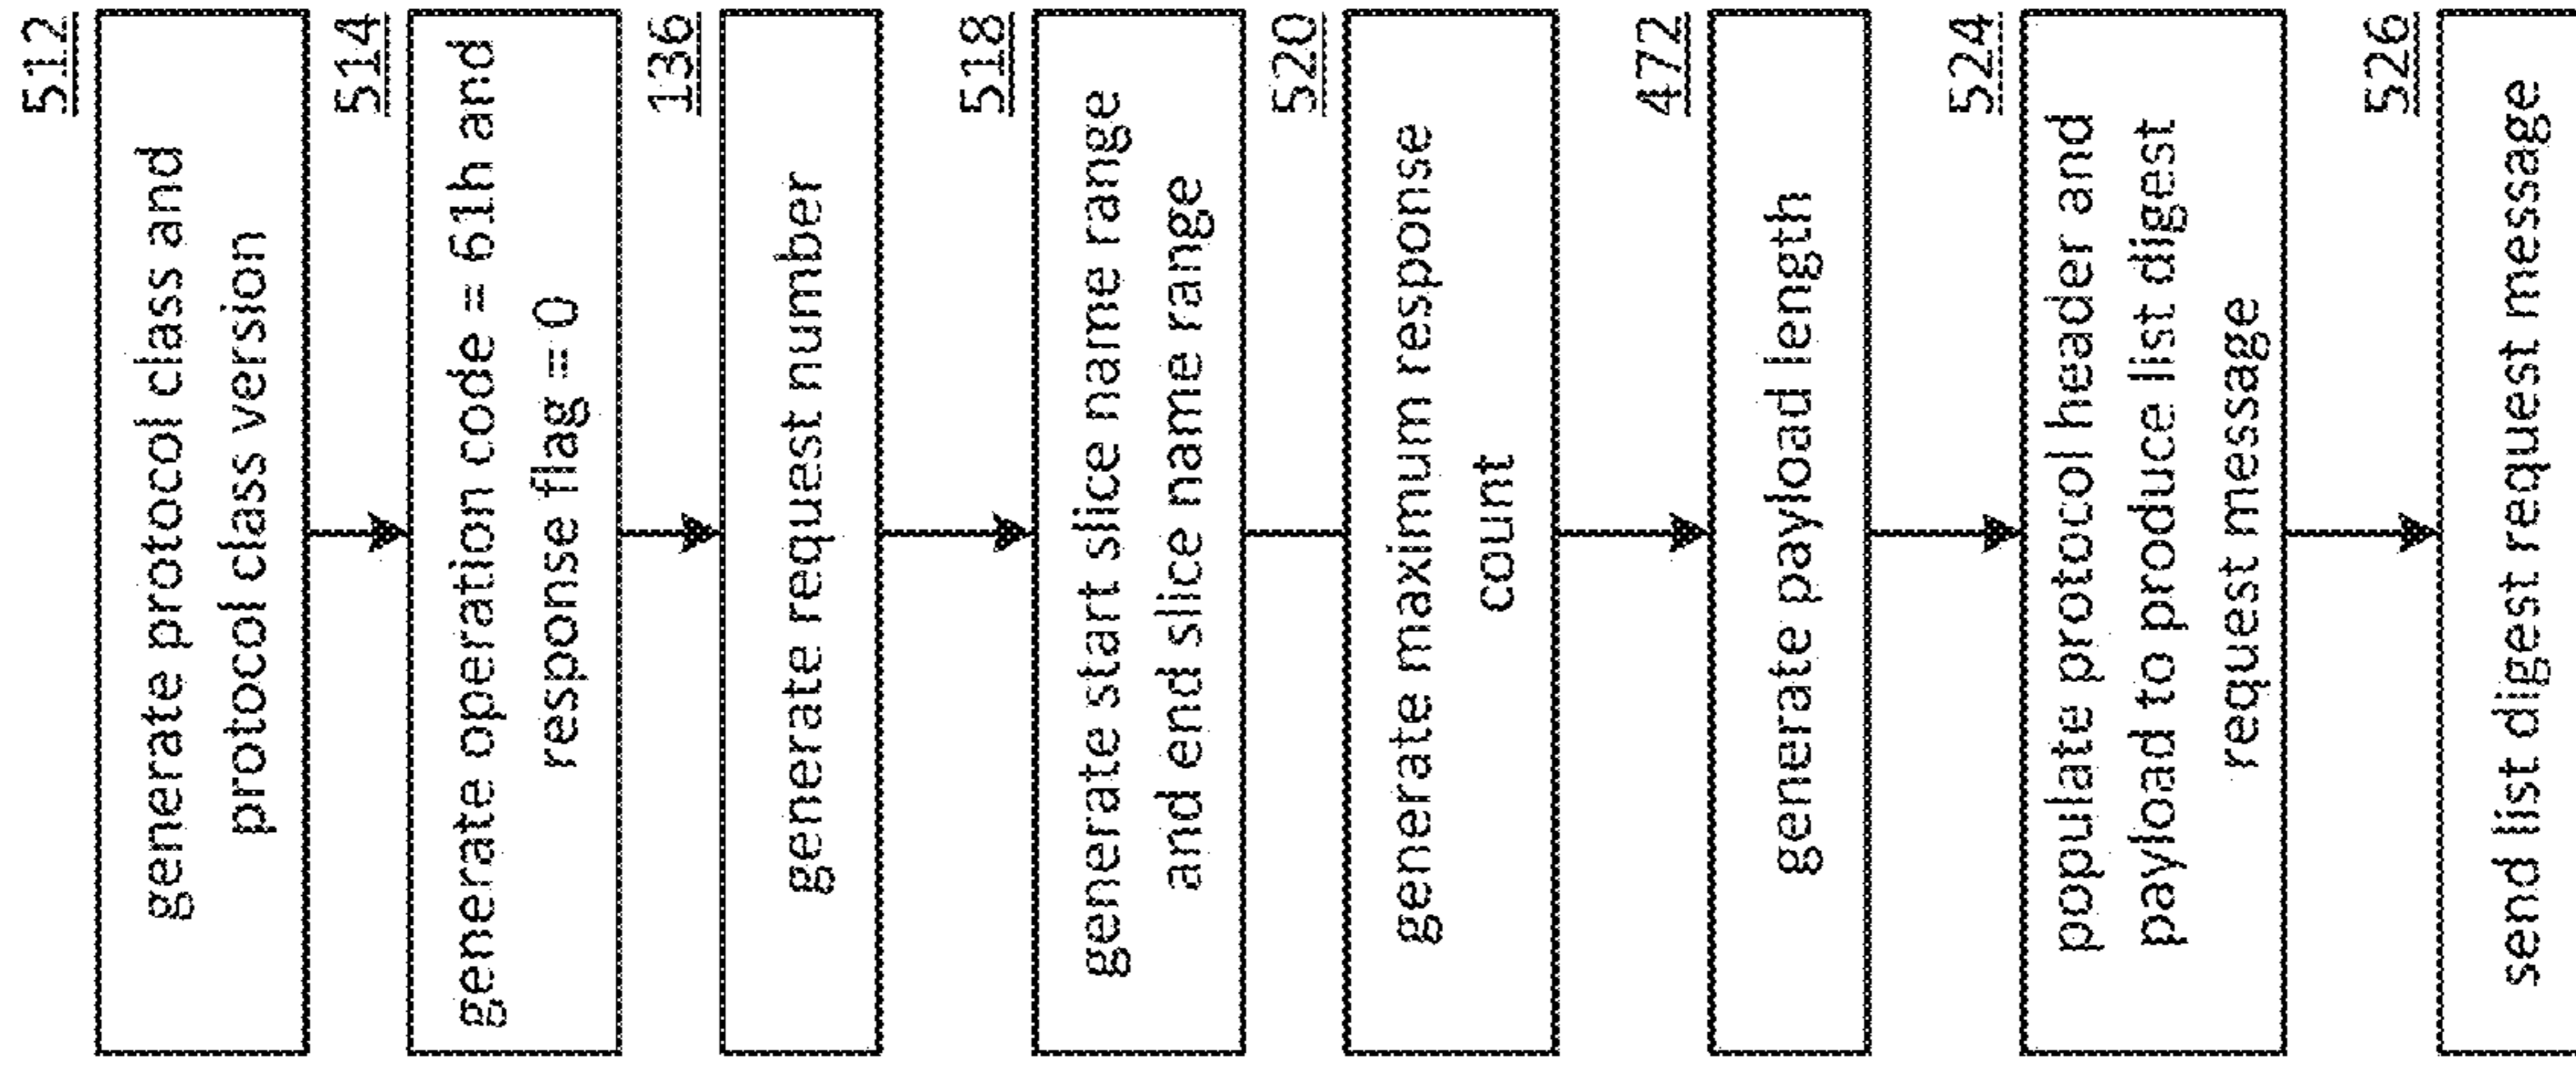 512
generate protocol class and
protocol class version
514
generate operation code = 61h and
response flag = 0
136
generate request number
518
generate start slice name range
and end slice name range
520
generate maximum response
count
472
generate payload length
524
populate protocol header and
payload to produce list digest
request message
526
send list digest request message